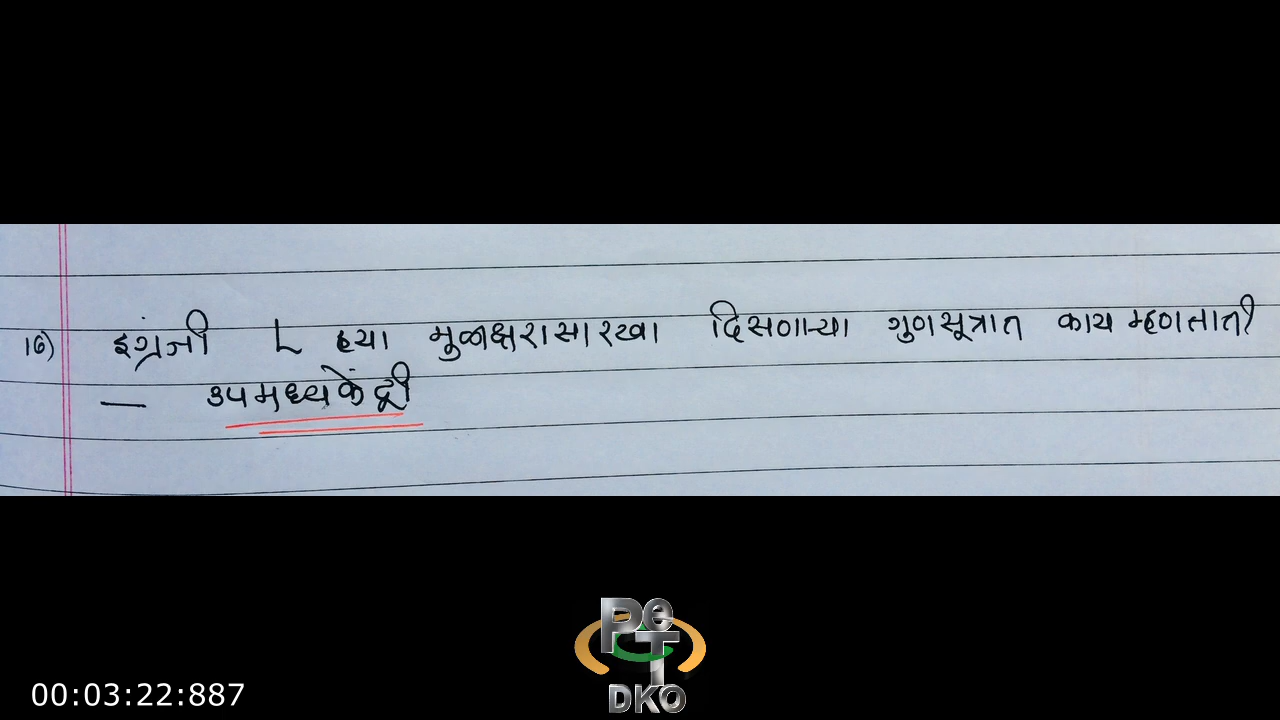 16) इंग्रजी L ह्या मुळाक्षरासारखा दिसणाऱ्या गुणसूत्रात काय म्हणतात?
— उपमध्यकेंद्री
PeT
DKO
00:03:22:887